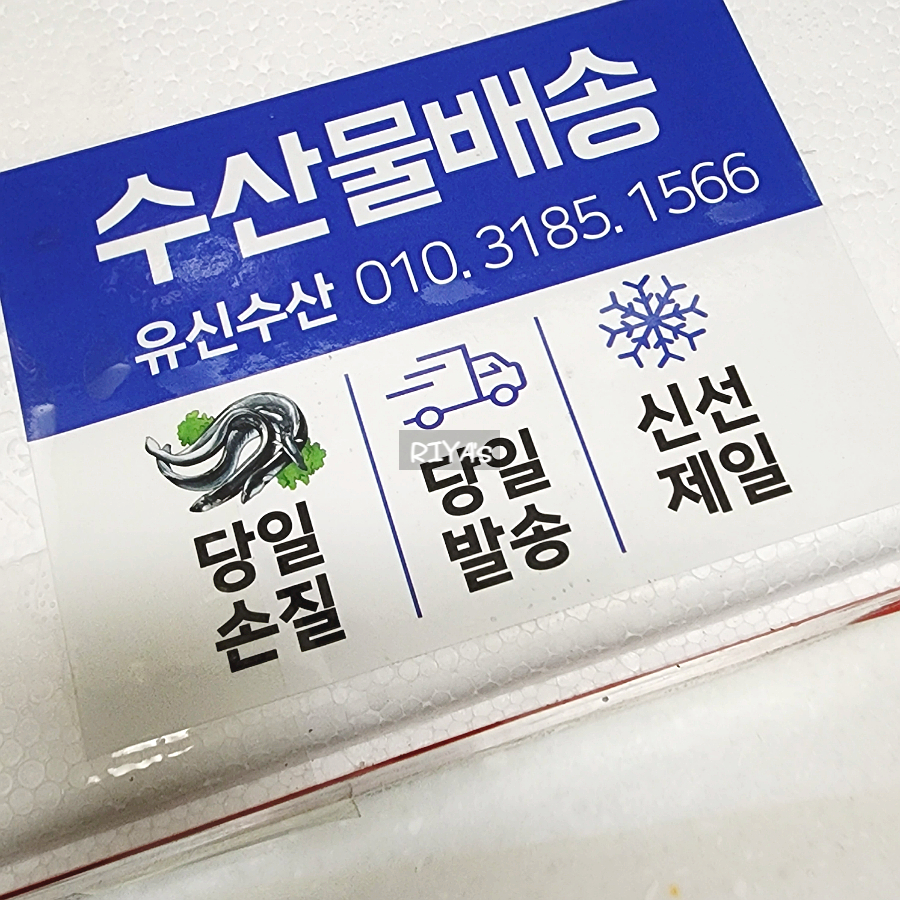 수산물배송
유신수산 010.3185.1566
당일
손질
당일
발송
신선
제일
RIYAS